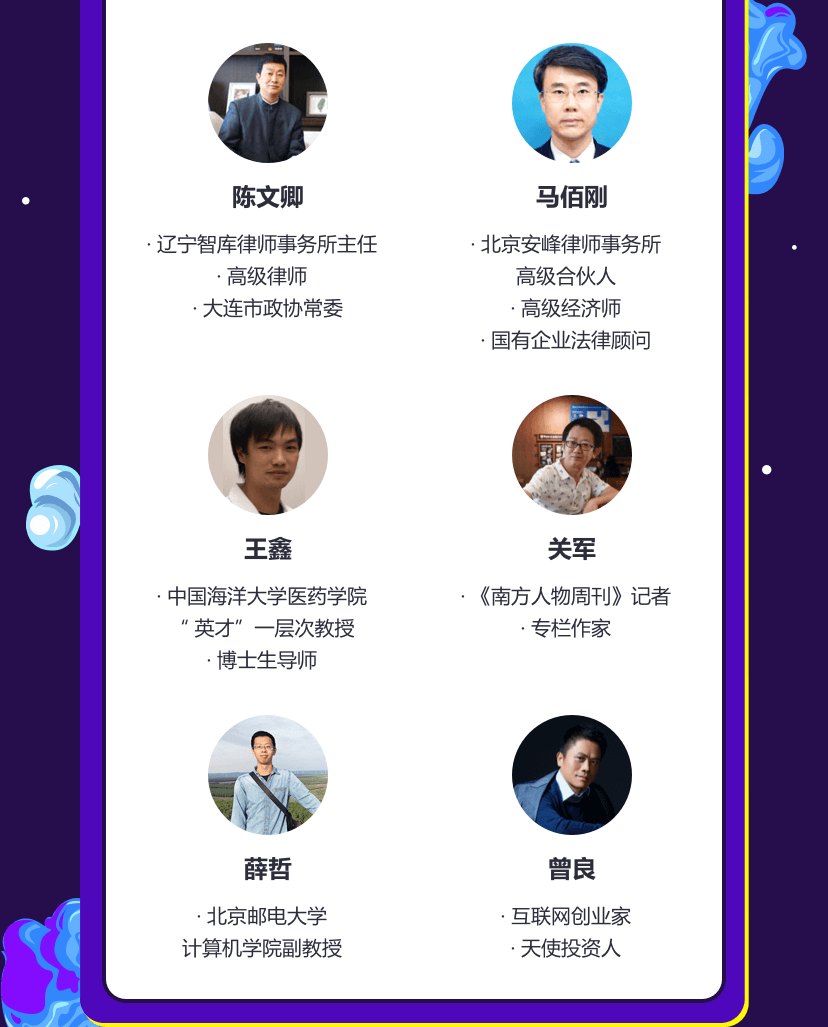 陈文卿
· 辽宁智库律师事务所主任
· 高级律师
· 大连市政协常委
马佰刚
· 北京安峰律师事务所
高级合伙人
· 高级经济师
· 国有企业法律顾问
王鑫
· 中国海洋大学医药学院
“ 英才”一层次教授
· 博士生导师
关军
· 《南方人物周刊》记者
· 专栏作家
薛哲
· 北京邮电大学
计算机学院副教授
曾良
· 互联网创业家
· 天使投资人